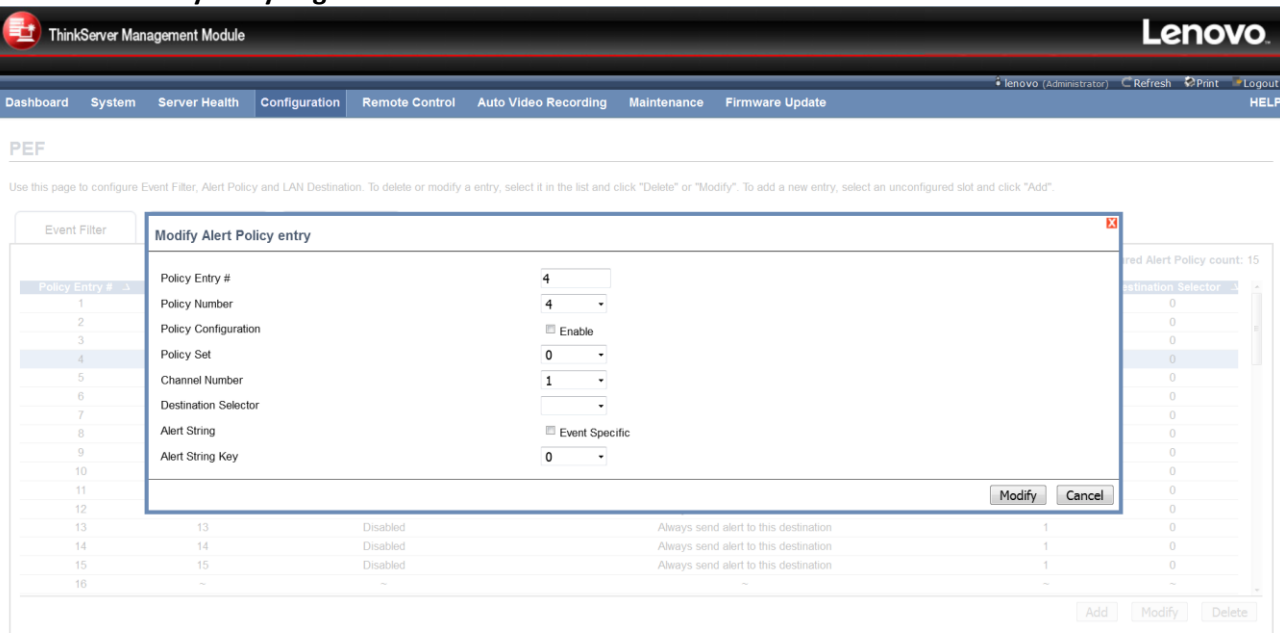 ThinkServer Management Module
Lenovo
lenovo (Administrator) Refresh Print Logout
Dashboard System Server Health Configuration Remote Control Auto Video Recording Maintenance Firmware Update HELP
PEF
Use this page to configure Event Filter, Alert Policy and LAN Destination. To delete or modify a entry, select it in the list and click "Delete" or "Modify". To add a new entry, select an unconfigured slot and click "Add".
Event Filter
Modify Alert Policy entry
Alert Policy count: 15
Policy Entry # Selector
Policy Entry # 4
Policy Number 4
Policy Configuration Enable
Policy Set 0
Channel Number 1
Destination Selector
Alert String Event Specific
Alert String Key 0
Modify Cancel
1 0
2 0
3 0
4 0
5 0
6 0
7 0
8 0
9 0
10 0
11 0
12 0
13 13 Disabled Always send alert to this destination 1 0
14 14 Disabled Always send alert to this destination 1 0
15 15 Disabled Always send alert to this destination 1 0
16 ~ ~ ~ ~ ~
Add Modify Delete